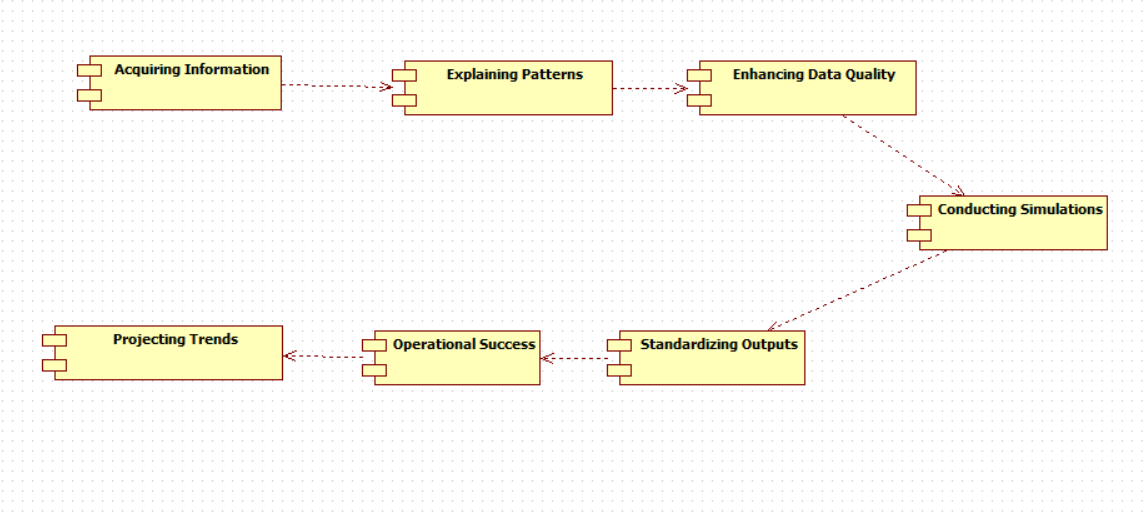 Acquiring Information
Explaining Patterns
Enhancing Data Quality
Conducting Simulations
Projecting Trends
Operational Success
Standardizing Outputs